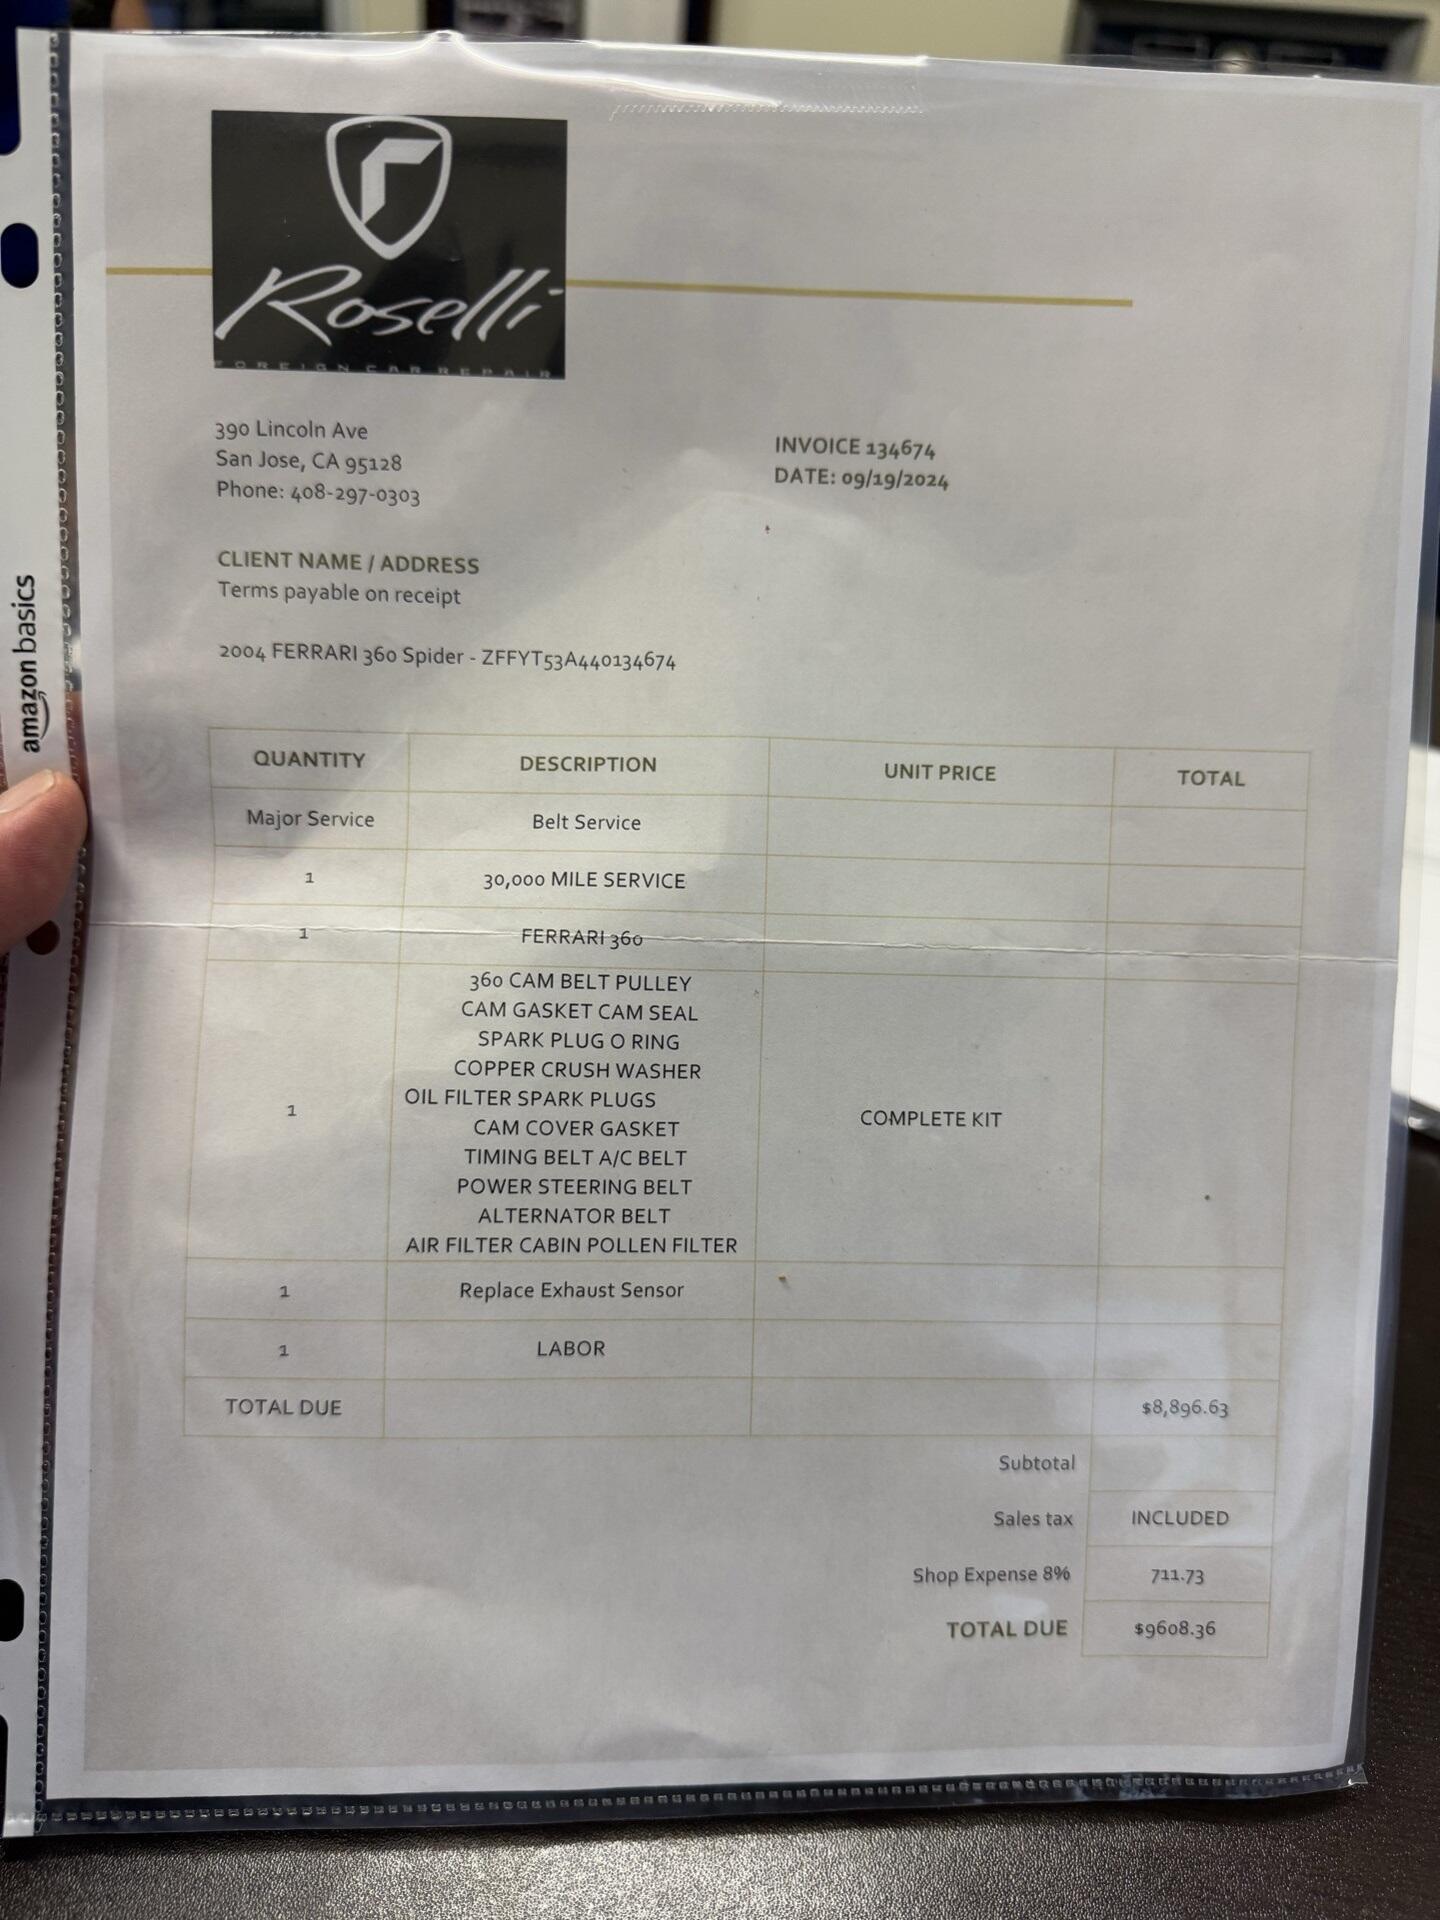 r
Roselli
FOREIGN CAR REPAIR
390 Lincoln Ave
San Jose, CA 95128
Phone: 408-297-0303
INVOICE 134674
DATE: 09/19/2024
CLIENT NAME / ADDRESS
Terms payable on receipt
2004 FERRARI 360 Spider - ZFFYT53A440134674
amazon basics
QUANTITY DESCRIPTION UNIT PRICE TOTAL
Major Service Belt Service
1 30,000 MILE SERVICE
1 FERRARI 360
360 CAM BELT PULLEY
CAM GASKET CAM SEAL
SPARK PLUG O RING
COPPER CRUSH WASHER
OIL FILTER SPARK PLUGS
1 COMPLETE KIT
CAM COVER GASKET
TIMING BELT A/C BELT
POWER STEERING BELT
ALTERNATOR BELT
AIR FILTER CABIN POLLEN FILTER
1 Replace Exhaust Sensor
1 LABOR
TOTAL DUE $8,896.63
Subtotal
Sales tax INCLUDED
Shop Expense 8% 711.73
TOTAL DUE $9608.36